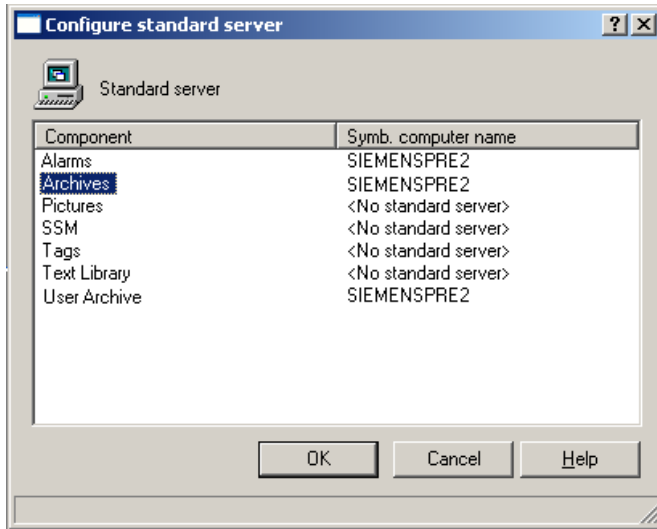 Configure standard server
Standard server
Component Symb. computer name
Alarms SIEMENSPRE2
Archives SIEMENSPRE2
Pictures <No standard server>
SSM <No standard server>
Tags <No standard server>
Text Library <No standard server>
User Archive SIEMENSPRE2
OK Cancel Help